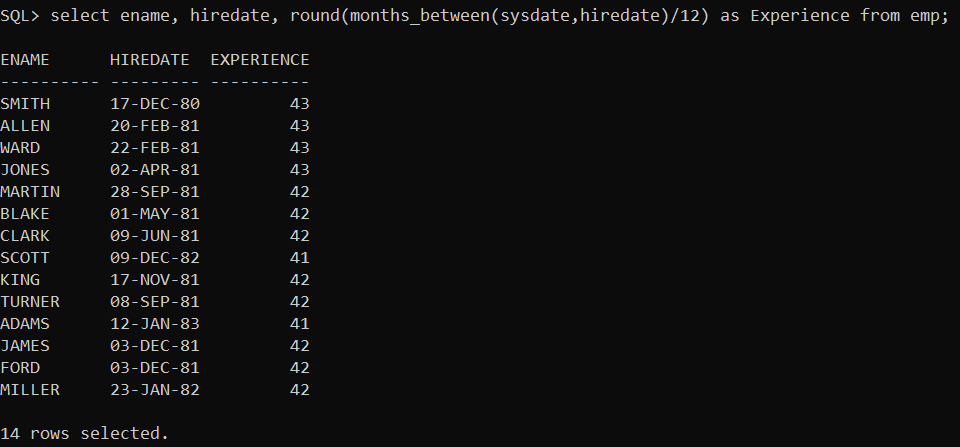 SQL> select ename, hiredate, round(months_between(sysdate,hiredate)/12) as Experience from emp;
ENAME      HIREDATE  EXPERIENCE
---------- --------- ----------
SMITH      17-DEC-80         43
ALLEN      20-FEB-81         43
WARD       22-FEB-81         43
JONES      02-APR-81         43
MARTIN     28-SEP-81         42
BLAKE      01-MAY-81         42
CLARK      09-JUN-81         42
SCOTT      09-DEC-82         41
KING       17-NOV-81         42
TURNER     08-SEP-81         42
ADAMS      12-JAN-83         41
JAMES      03-DEC-81         42
FORD       03-DEC-81         42
MILLER     23-JAN-82         42
14 rows selected.